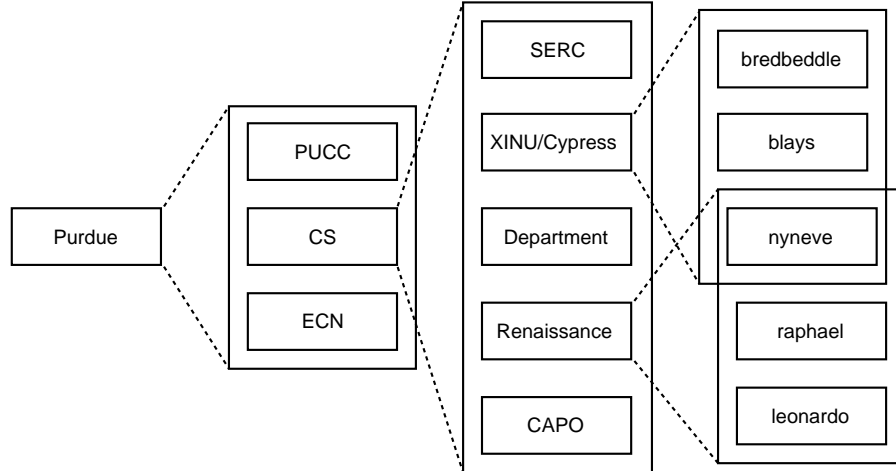 Purdue
PUCC
CS
ECN
SERC
XINU/Cypress
Department
Renaissance
CAPO
bredbeddle
blays
nyneve
raphael
leonardo